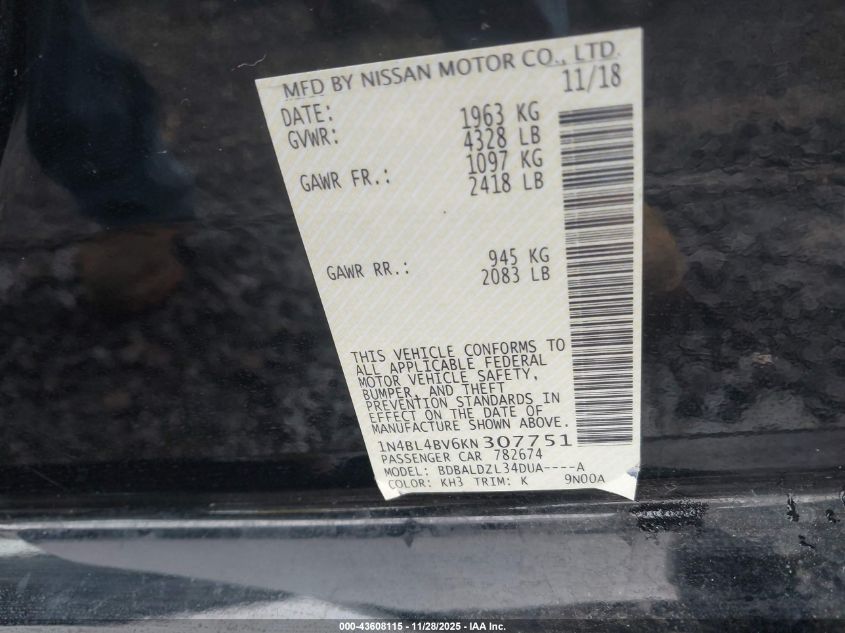 MFD BY NISSAN MOTOR CO., LTD.
DATE: 11/18
GVWR: 1963 KG
4328 LB
GAWR FR.: 1097 KG
2418 LB
GAWR RR.: 945 KG
2083 LB
THIS VEHICLE CONFORMS TO
ALL APPLICABLE FEDERAL
MOTOR VEHICLE SAFETY,
BUMPER, AND THEFT
PREVENTION STANDARDS IN
EFFECT ON THE DATE OF
MANUFACTURE SHOWN ABOVE.
1N4BL4BV6KN307751
PASSENGER CAR 782674
MODEL: BDBALDZL34DUA----A
COLOR: KH3 TRIM: K 9N00A
000-43608115 - 11/28/2025 - IAA Inc.